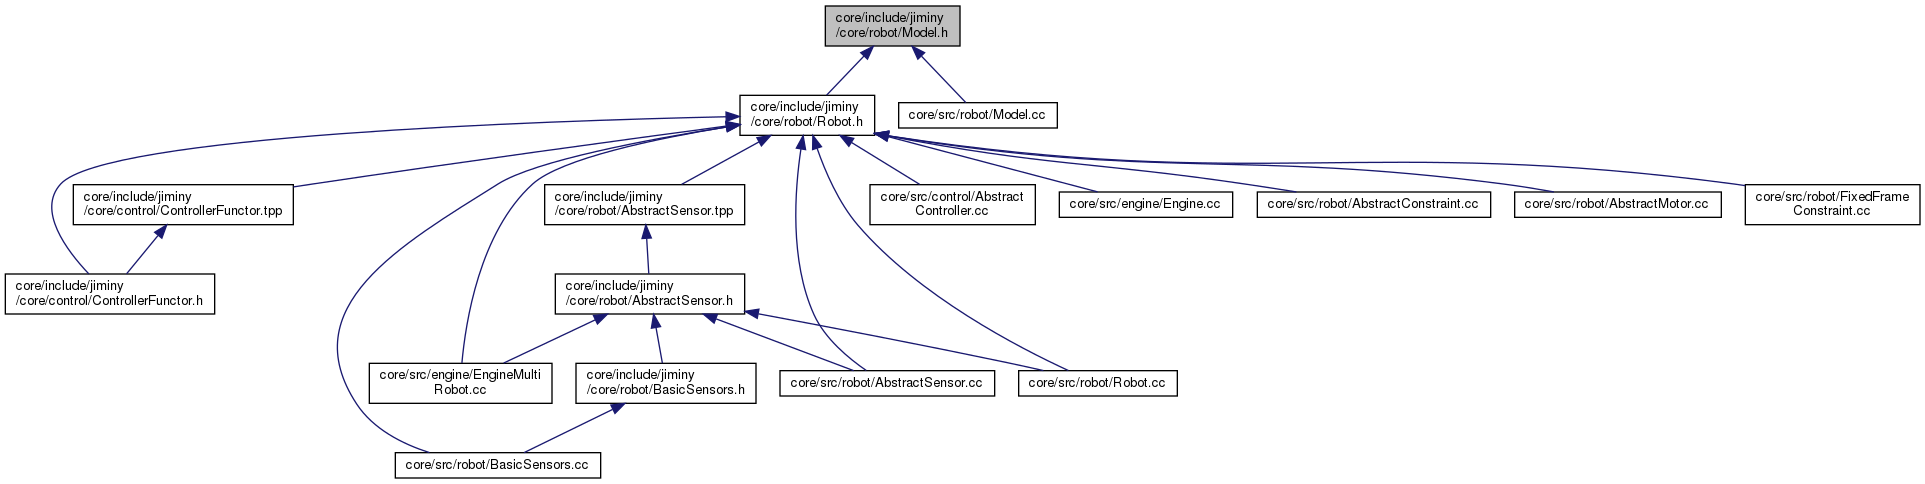 core/include/jiminy
/core/robot/Model.h
core/include/jiminy
/core/robot/Robot.h
core/src/robot/Model.cc
core/include/jiminy
/core/control/ControllerFunctor.tpp
core/include/jiminy
/core/robot/AbstractSensor.tpp
core/src/control/Abstract
Controller.cc
core/src/engine/Engine.cc
core/src/robot/AbstractConstraint.cc
core/src/robot/AbstractMotor.cc
core/src/robot/FixedFrame
Constraint.cc
core/include/jiminy
/core/control/ControllerFunctor.h
core/include/jiminy
/core/robot/AbstractSensor.h
core/src/engine/EngineMulti
Robot.cc
core/include/jiminy
/core/robot/BasicSensors.h
core/src/robot/AbstractSensor.cc
core/src/robot/Robot.cc
core/src/robot/BasicSensors.cc